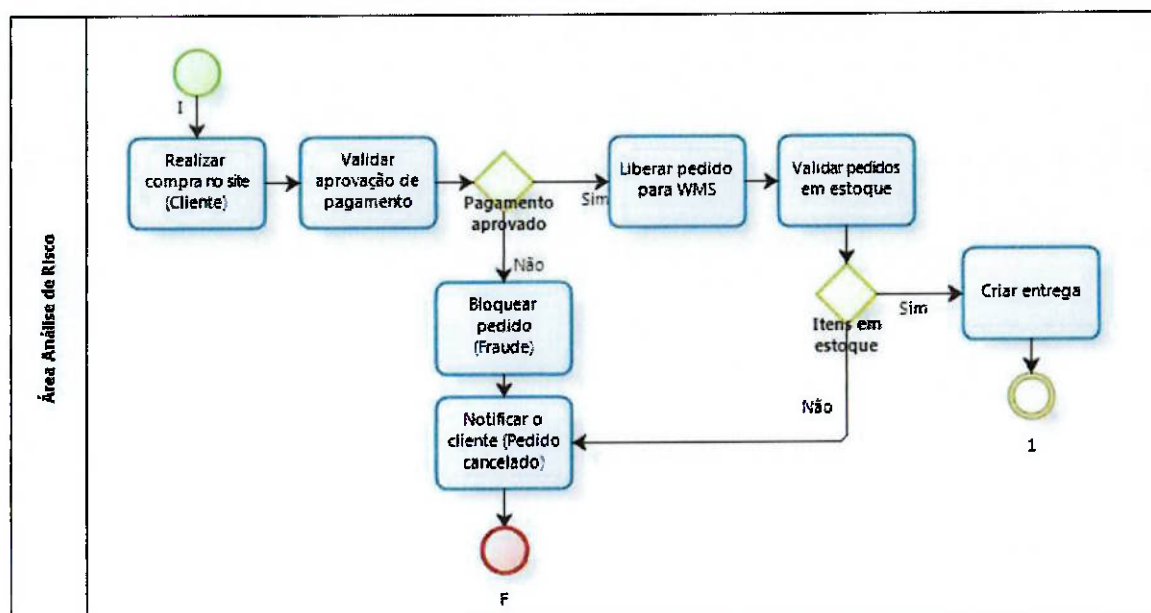 Área Análise de Risco
I
Realizar
compra no site
(Cliente)
Validar
aprovação de
pagamento
Pagamento
aprovado
Sim
Liberar pedido
para WMS
Validar pedidos
em estoque
Não
Bloquear
pedido
(Fraude)
Itens em
estoque
Sim
Criar entrega
Não
Notificar o
cliente (Pedido
cancelado)
1
F